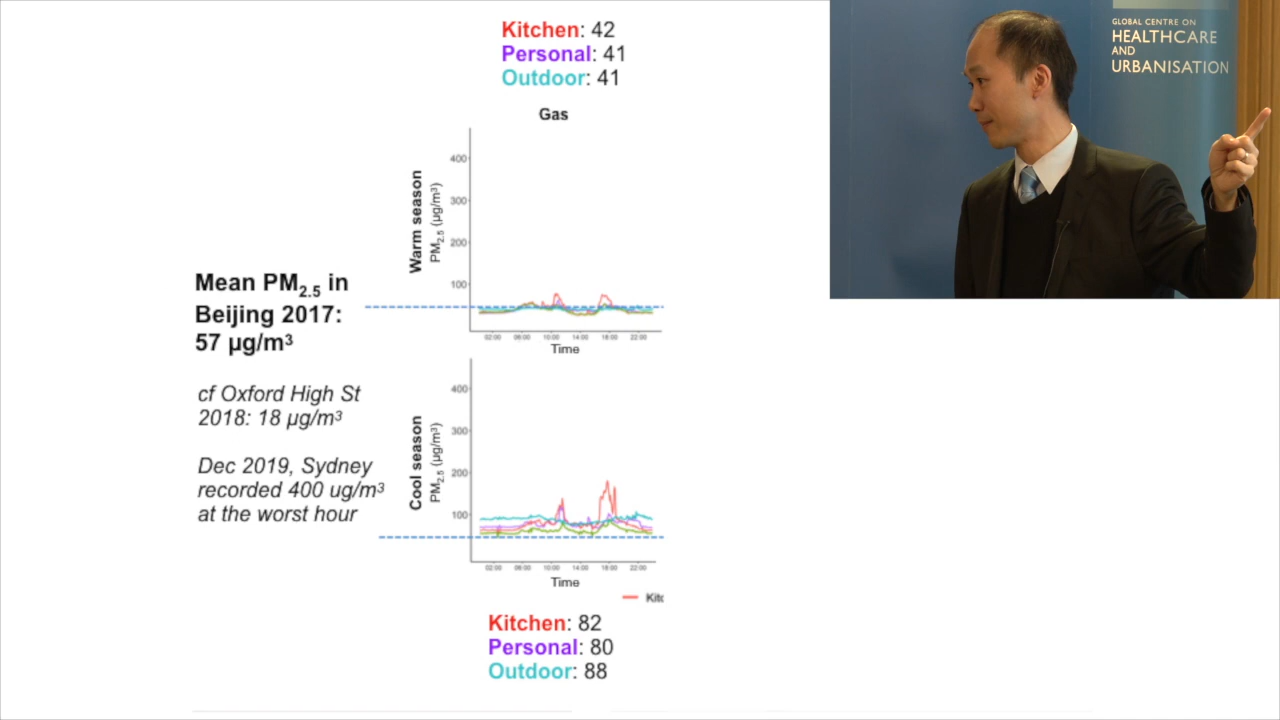 Kitchen: 42
Personal: 41
Outdoor: 41
Gas
Warm season
PM2.5 (µg/m³)
400
300
200
100
02:00 06:00 10:00 14:00 18:00 22:00
Time
Mean PM2.5 in
Beijing 2017:
57 µg/m³
cf Oxford High St
2018: 18 µg/m³
Dec 2019, Sydney
recorded 400 ug/m³
at the worst hour
Cool season
PM2.5 (µg/m³)
400
300
200
100
02:00 06:00 10:00 14:00 18:00 22:00
Time
Kitc
Kitchen: 82
Personal: 80
Outdoor: 88
GLOBAL CENTRE ON
HEALTHCARE
AND
URBANISATION